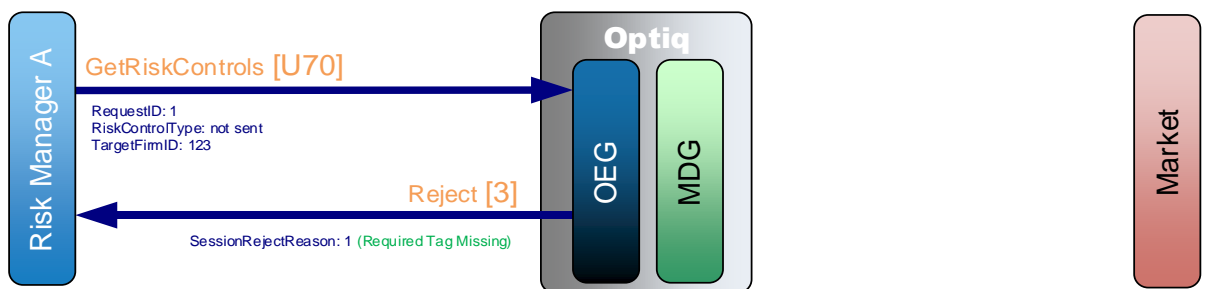 Optiq
Risk Manager A
GetRiskControls [U70]
RequestID: 1
RiskControlType: not sent
TargetFirmID: 123
Reject [3]
SessionRejectReason: 1 (Required Tag Missing)
OEG
MDG
Market